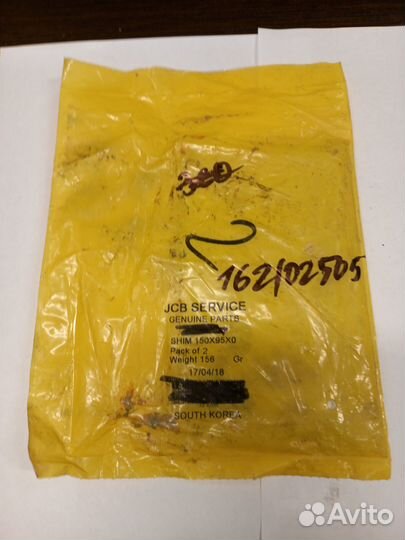 2
162/02505
JCB SERVICE
GENUINE PARTS
SHIM 150X95X0
Pack of 2
Weight 156 Gr
17/04/18
SOUTH KOREA
Avito